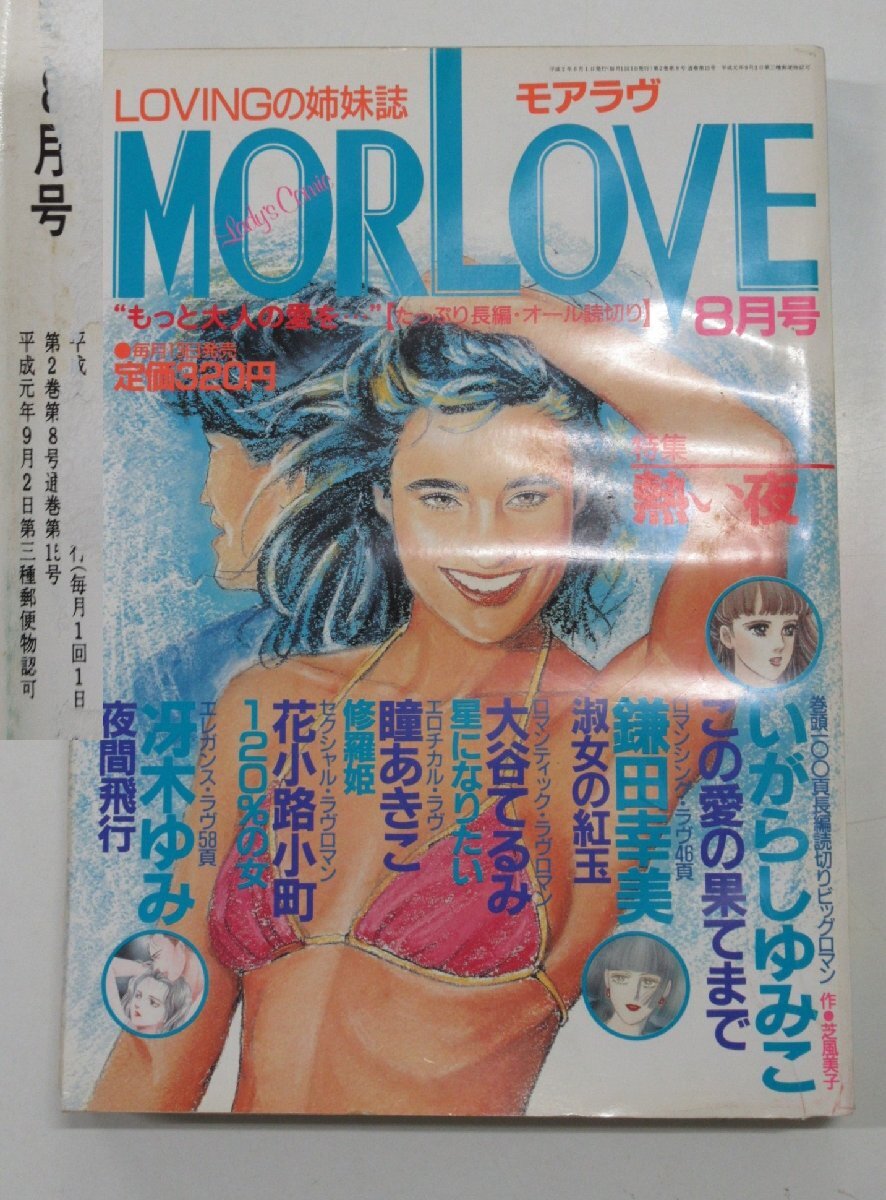 8月号
平成
行(毎月1回1日
第2巻第8号通巻第15号
平成元年9月2日第三種郵便物認可
LOVINGの姉妹誌
モアラヴ
MORLOVE
Lady's Comic
“もっと大人の愛を…”【たっぷり長編・オール読切り】
8月号
●毎月1日発売
定価320円
特集
熱い夜
巻頭一〇〇頁長編読切りビッグロマン
いがらしゆみこ
作●芝風美子
この愛の果てまで
ロマンシング・ラヴ46頁
鎌田幸美
淑女の紅玉
ロマンティック・ラヴロマン
大谷てるみ
星になりたい
エロチカル・ラヴ
瞳あきこ
修羅姫
セクシャル・ラヴロマン
花小路小町
120%の女
エレガンス・ラヴ58頁
冴木ゆみ
夜間飛行